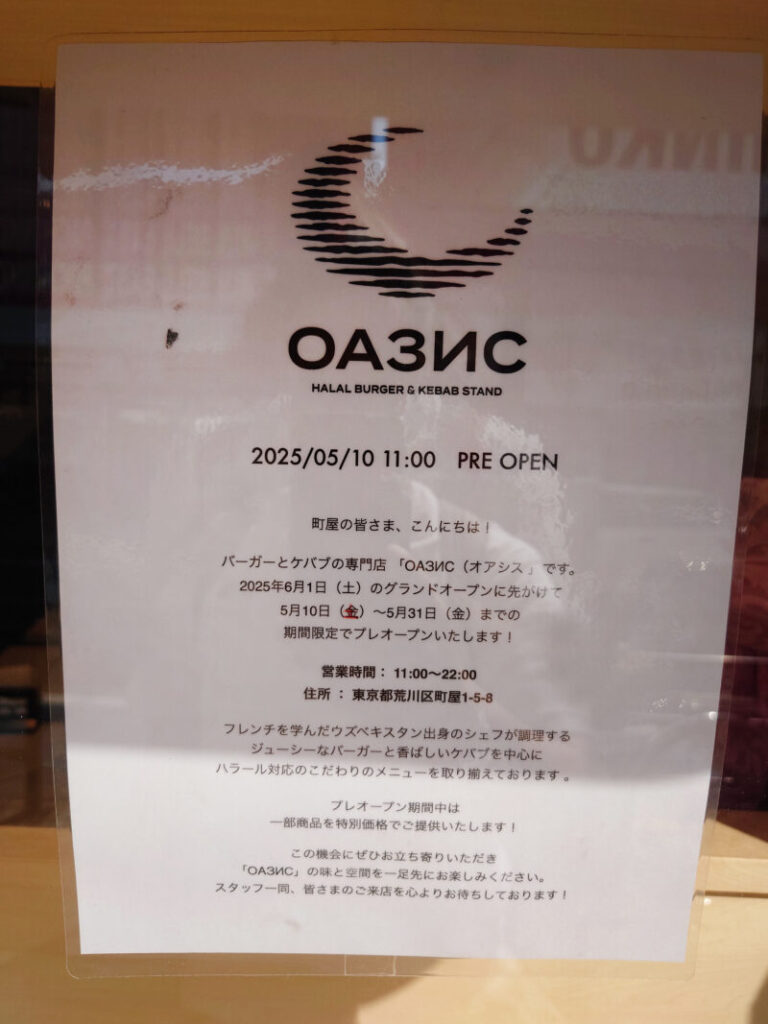 ОАЗИС
HALAL BURGER & KEBAB STAND
2025/05/10 11:00 PRE OPEN
町屋の皆さま、こんにちは！
バーガーとケバブの専門店 「ОАЗИС（オアシス 」です。
2025年6月1日（土）のグランドオープンに先がけて
5月10日（金）〜5月31日（金）までの
期間限定でプレオープンいたします！
営業時間： 11:00〜22:00
住所 ： 東京都荒川区町屋1-5-8
フレンチを学んだウズベキスタン出身のシェフが調理する
ジューシーなバーガーと香ばしいケバブを中心に
ハラール対応のこだわりのメニューを取り揃えております 。
プレオープン期間中は
一部商品を特別価格でご提供いたします！
この機会にぜひお立ち寄りいただき
「ОАЗИС」の味と空間を一足先にお楽しみください。
スタッフ一同、皆さまのご来店を心よりお待ちしております！